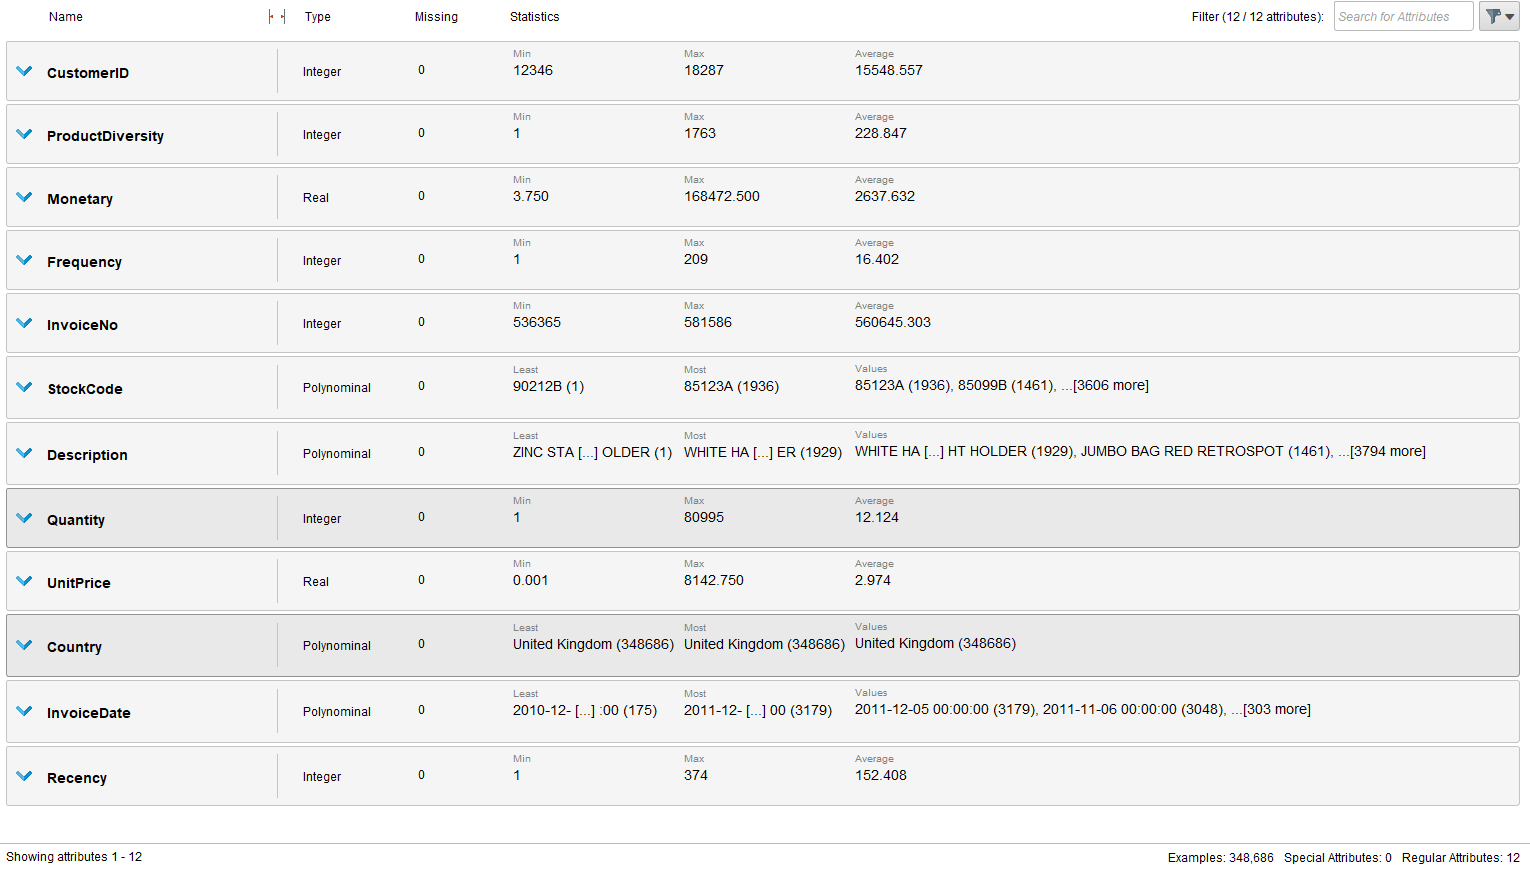 Name Type Missing Statistics Filter (12 / 12 attributes): Search for Attributes
Min Max Average
CustomerID Integer 0 12346 18287 15548.557
Min Max Average
ProductDiversity Integer 0 1 1763 228.847
Min Max Average
Monetary Real 0 3.750 168472.500 2637.632
Min Max Average
Frequency Integer 0 1 209 16.402
Min Max Average
InvoiceNo Integer 0 536365 581586 560645.303
Least Most Values
StockCode Polynominal 0 90212B (1) 85123A (1936) 85123A (1936), 85099B (1461), ...[3606 more]
Least Most Values
Description Polynominal 0 ZINC STA [...] OLDER (1) WHITE HA [...] ER (1929) WHITE HA [...] HT HOLDER (1929), JUMBO BAG RED RETROSPOT (1461), ...[3794 more]
Min Max Average
Quantity Integer 0 1 80995 12.124
Min Max Average
UnitPrice Real 0 0.001 8142.750 2.974
Least Most Values
Country Polynominal 0 United Kingdom (348686) United Kingdom (348686) United Kingdom (348686)
Least Most Values
InvoiceDate Polynominal 0 2010-12- [...] :00 (175) 2011-12- [...] 00 (3179) 2011-12-05 00:00:00 (3179), 2011-11-06 00:00:00 (3048), ...[303 more]
Min Max Average
Recency Integer 0 1 374 152.408
Showing attributes 1 - 12 Examples: 348,686 Special Attributes: 0 Regular Attributes: 12